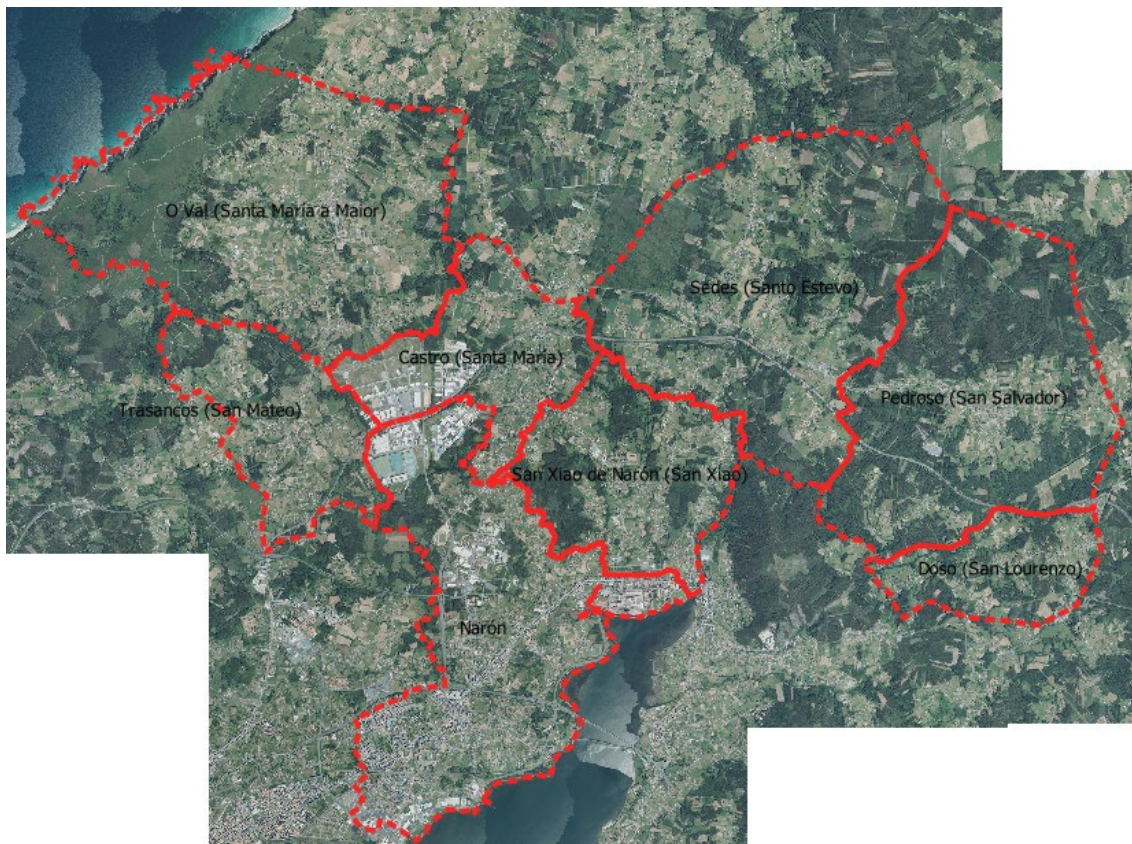 O Val (Santa María a Maior)
Sedes (Santo Estevo)
Castro (Santa María)
Trasancos (San Mateo)
Pedroso (San Salvador)
San Xiao de Narón (San Xiao)
Doso (San Lourenzo)
Narón